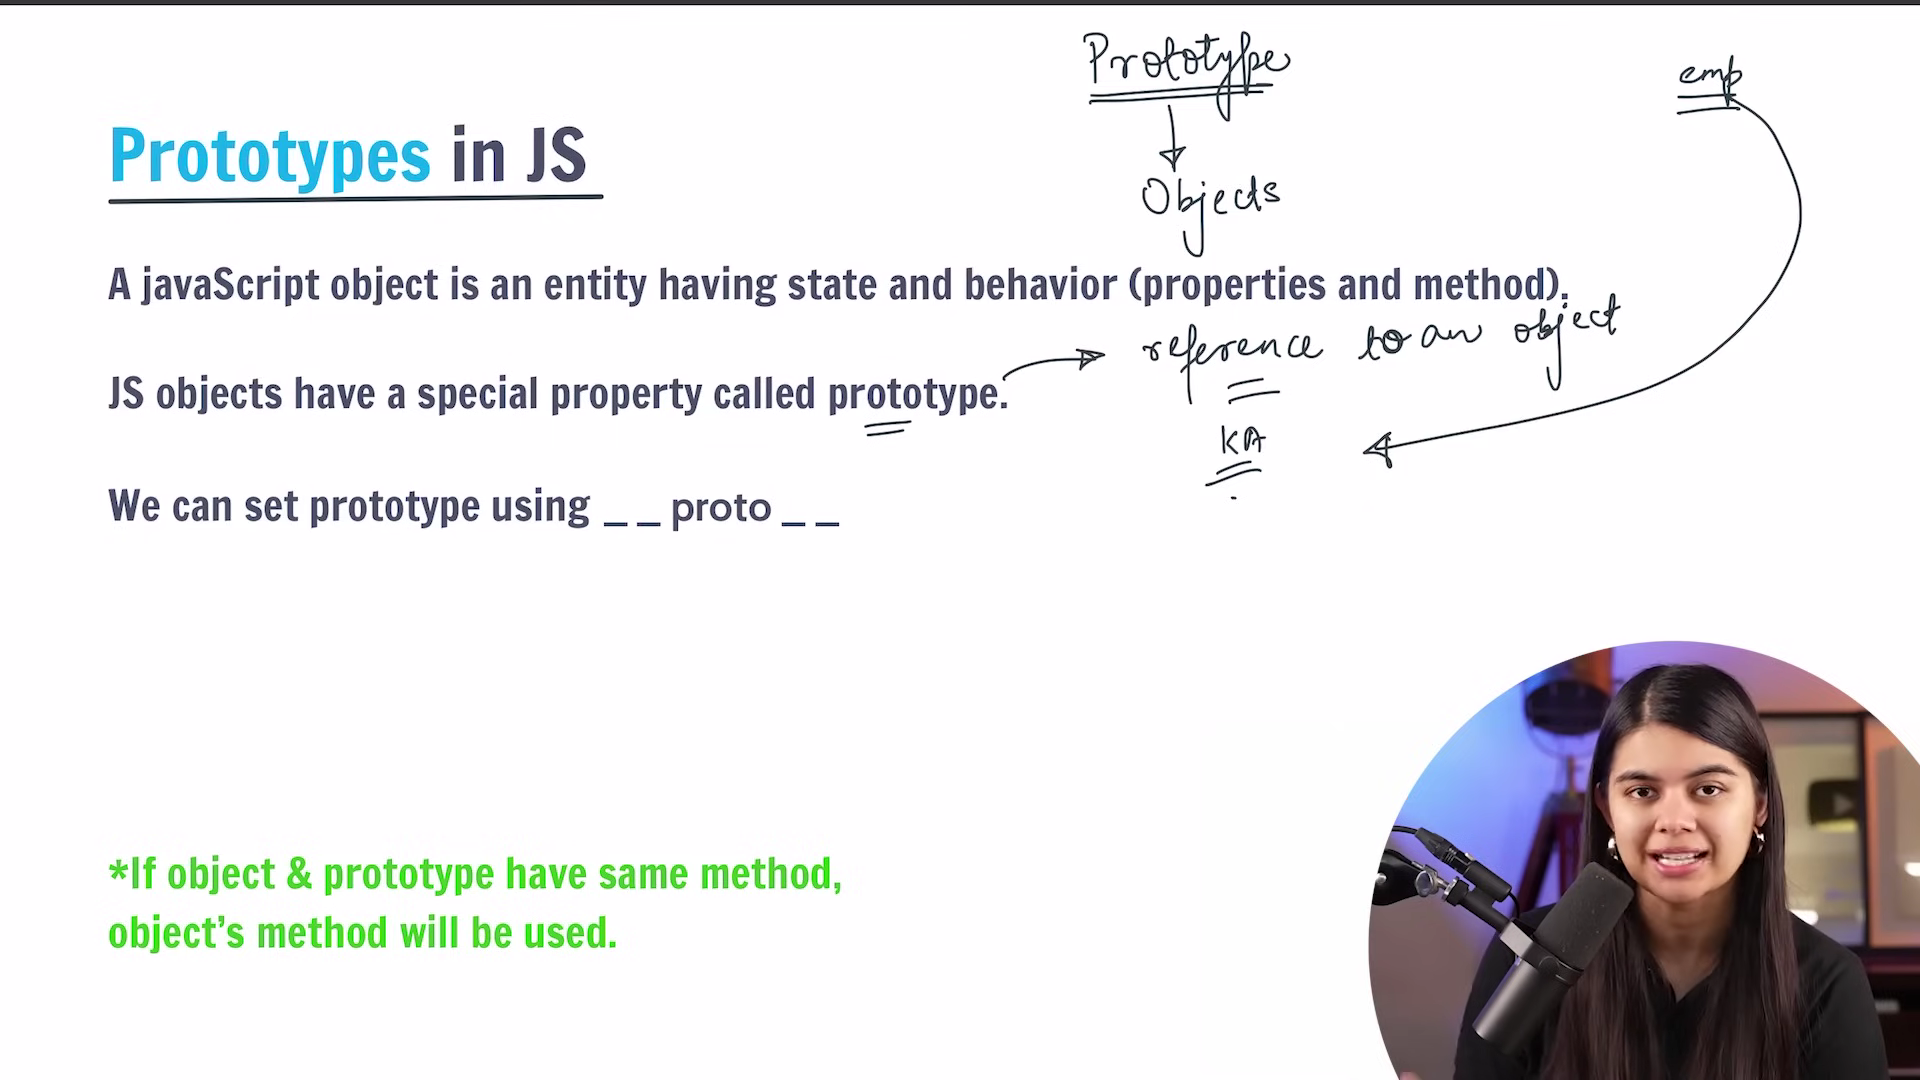 Prototype
emp
Prototypes in JS
Objects
A javaScript object is an entity having state and behavior (properties and method).
reference to an object
JS objects have a special property called prototype.
KA
We can set prototype using _ _ proto _ _
*If object & prototype have same method,
object's method will be used.